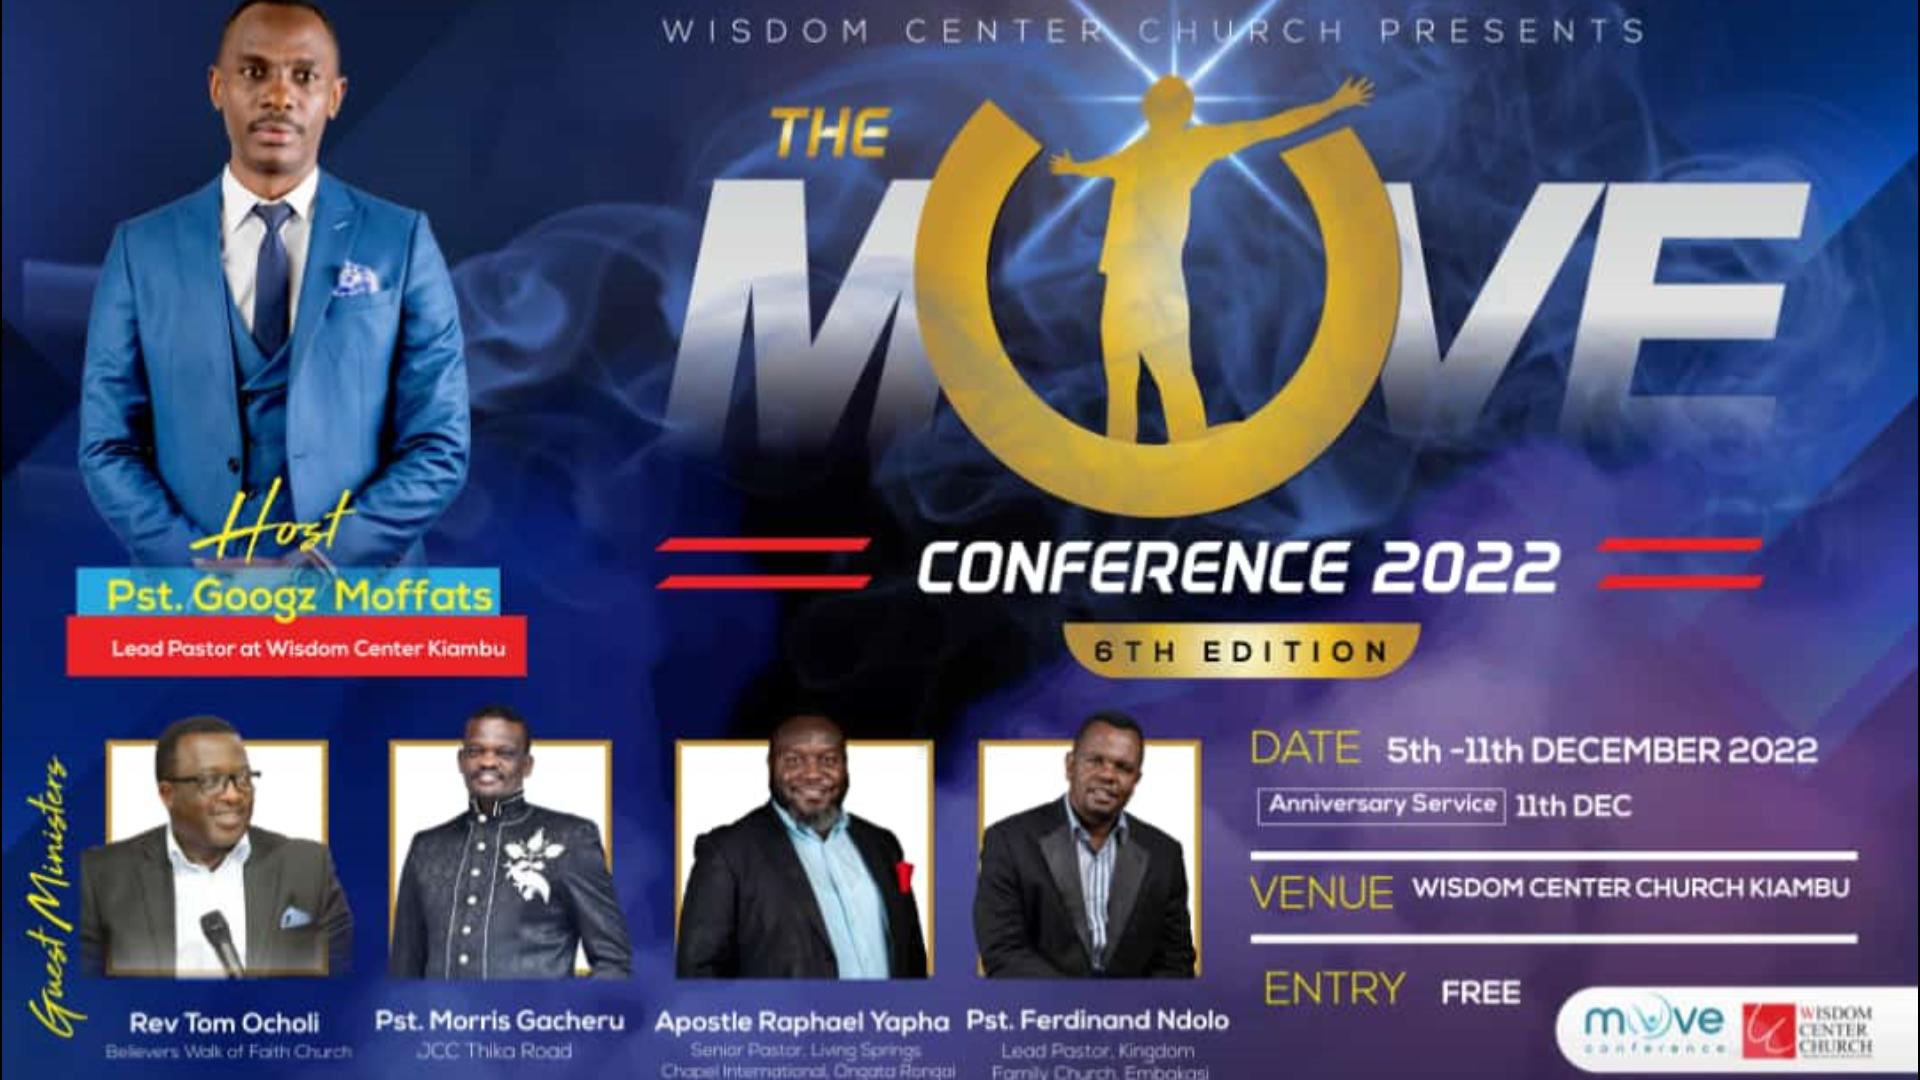 WISDOM CENTER CHURCH PRESENTS
THE
MOVE
CONFERENCE 2022
6TH EDITION
Host
Pst. Googz Moffats
Lead Pastor at Wisdom Center Kiambu
Guest Ministers
Rev Tom Ocholi
Believers Walk of Faith Church
Pst. Morris Gacheru
JCC Thika Road
Apostle Raphael Yapha
Senior Pastor, Living Springs
Chapel International, Ongata Rongai
Pst. Ferdinand Ndolo
Lead Pastor, Kingdom
Family Church, Embakasi
DATE 5th -11th DECEMBER 2022
Anniversary Service 11th DEC
VENUE WISDOM CENTER CHURCH KIAMBU
ENTRY FREE
move
conference
WISDOM
CENTER
CHURCH